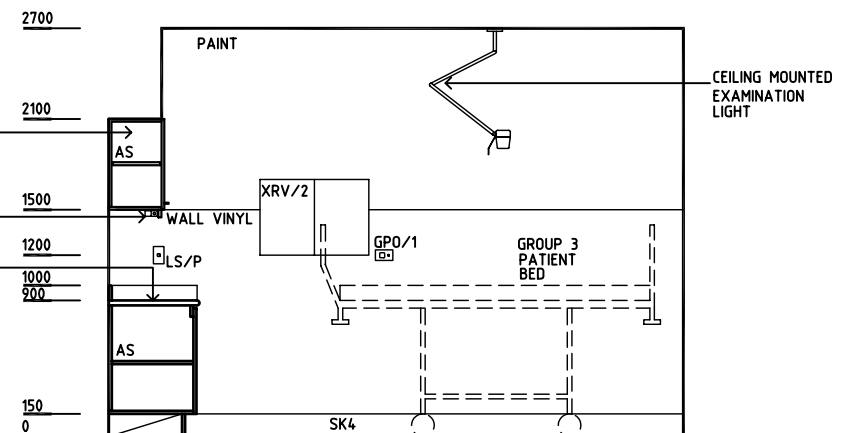 2700
PAINT
CEILING MOUNTED
EXAMINATION
LIGHT
2100
AS
1500
XRV/2
WALL VINYL
1200
LS/P
GPO/1
GROUP 3
PATIENT
BED
1000
900
AS
150
0
SK4